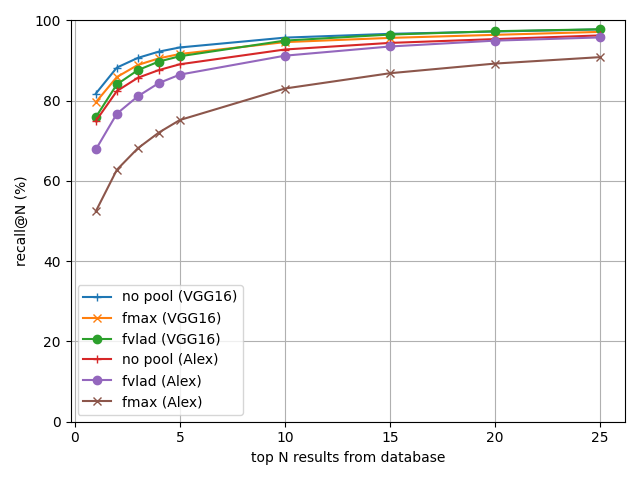 100
80
60
40
20
0
recall@N (%)
no pool (VGG16)
fmax (VGG16)
fvlad (VGG16)
no pool (Alex)
fvlad (Alex)
fmax (Alex)
0 5 10 15 20 25
top N results from database